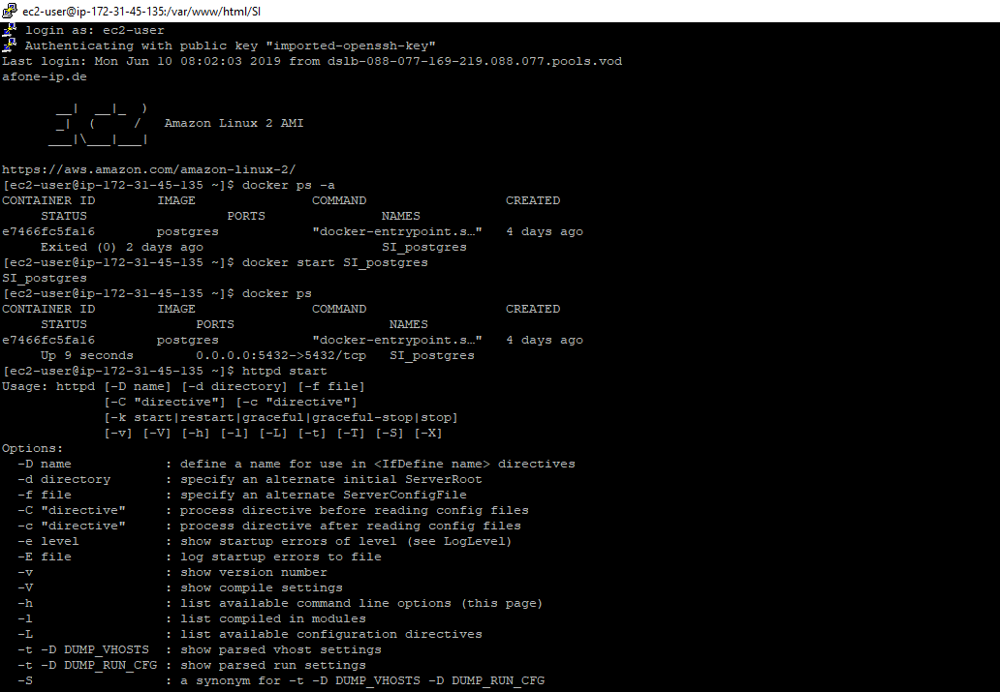 ec2-user@ip-172-31-45-135:/var/www/html/SI
login as: ec2-user
Authenticating with public key "imported-openssh-key"
Last login: Mon Jun 10 08:02:03 2019 from dslb-088-077-169-219.088.077.pools.vod
afone-ip.de
       __|  __|_  )
       _|  (     /   Amazon Linux 2 AMI
      ___|\___|___|
https://aws.amazon.com/amazon-linux-2/
[ec2-user@ip-172-31-45-135 ~]$ docker ps -a
CONTAINER ID        IMAGE               COMMAND                  CREATED
     STATUS                  PORTS               NAMES
e7466fc5fa16        postgres            "docker-entrypoint.s…"   4 days ago
     Exited (0) 2 days ago                       SI_postgres
[ec2-user@ip-172-31-45-135 ~]$ docker start SI_postgres
SI_postgres
[ec2-user@ip-172-31-45-135 ~]$ docker ps
CONTAINER ID        IMAGE               COMMAND                  CREATED
     STATUS              PORTS                    NAMES
e7466fc5fa16        postgres            "docker-entrypoint.s…"   4 days ago
     Up 9 seconds        0.0.0.0:5432->5432/tcp   SI_postgres
[ec2-user@ip-172-31-45-135 ~]$ httpd start
Usage: httpd [-D name] [-d directory] [-f file]
             [-C "directive"] [-c "directive"]
             [-k start|restart|graceful|graceful-stop|stop]
             [-v] [-V] [-h] [-l] [-L] [-t] [-T] [-S] [-X]
Options:
  -D name            : define a name for use in <IfDefine name> directives
  -d directory       : specify an alternate initial ServerRoot
  -f file            : specify an alternate ServerConfigFile
  -C "directive"     : process directive before reading config files
  -c "directive"     : process directive after reading config files
  -e level           : show startup errors of level (see LogLevel)
  -E file            : log startup errors to file
  -v                 : show version number
  -V                 : show compile settings
  -h                 : list available command line options (this page)
  -l                 : list compiled in modules
  -L                 : list available configuration directives
  -t -D DUMP_VHOSTS  : show parsed vhost settings
  -t -D DUMP_RUN_CFG : show parsed run settings
  -S                 : a synonym for -t -D DUMP_VHOSTS -D DUMP_RUN_CFG